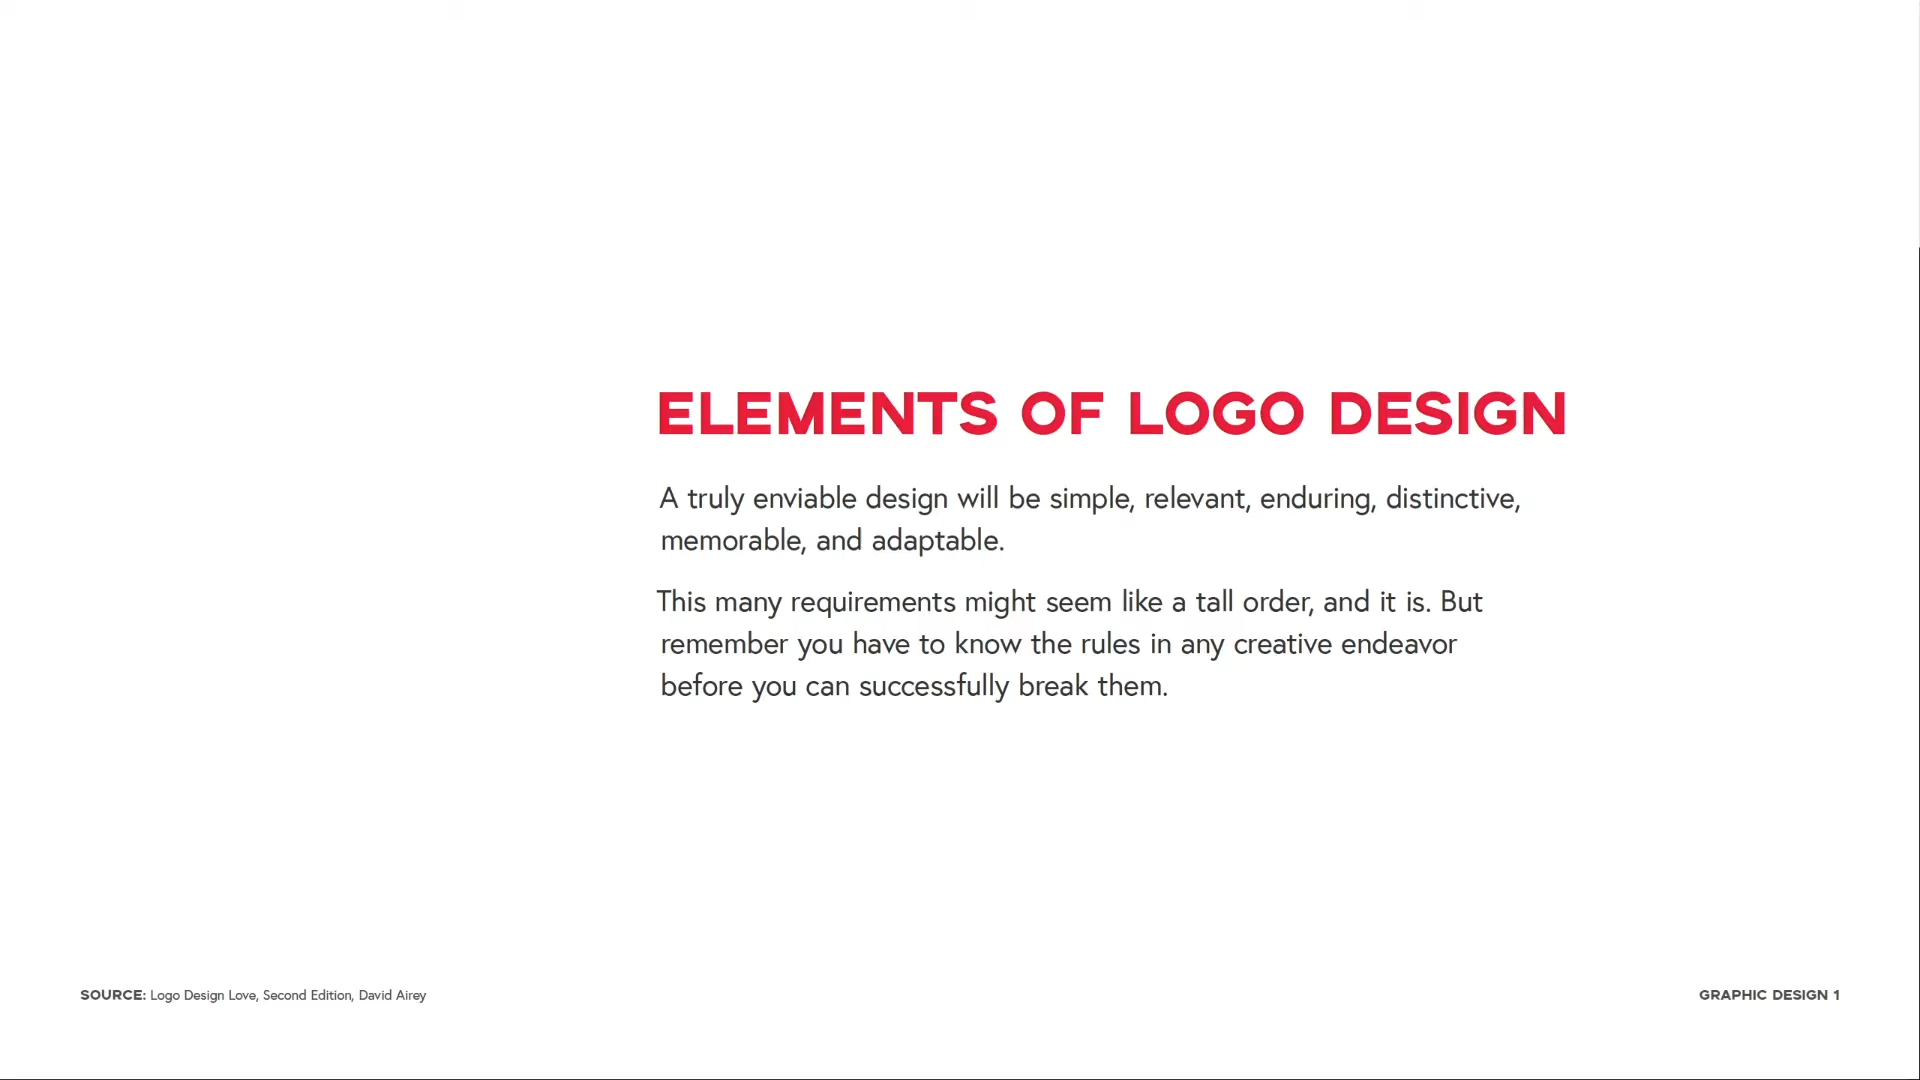 ELEMENTS OF LOGO DESIGN
A truly enviable design will be simple, relevant, enduring, distinctive,
memorable, and adaptable.
This many requirements might seem like a tall order, and it is. But
remember you have to know the rules in any creative endeavor
before you can successfully break them.
SOURCE: Logo Design Love, Second Edition, David Airey
GRAPHIC DESIGN 1